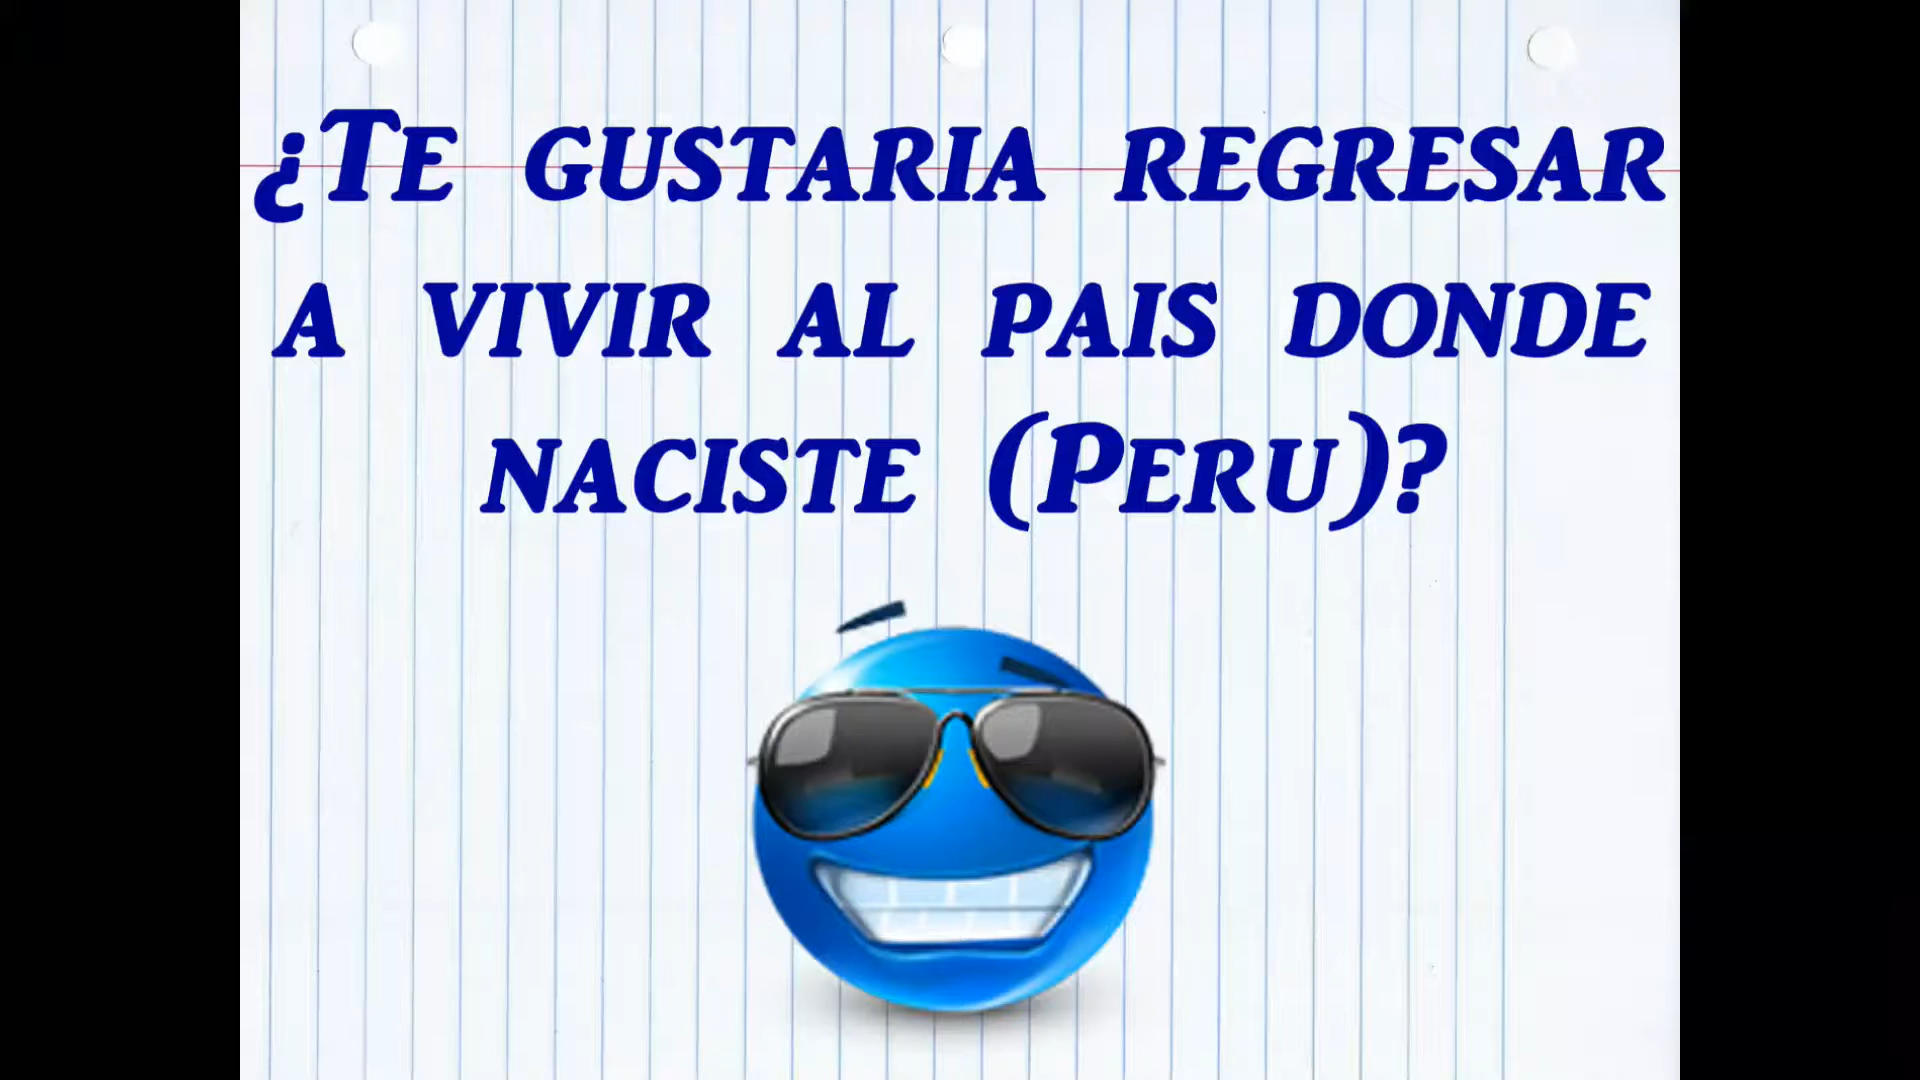 ¿Te gustaria regresar
a vivir al pais donde
naciste (Peru)?